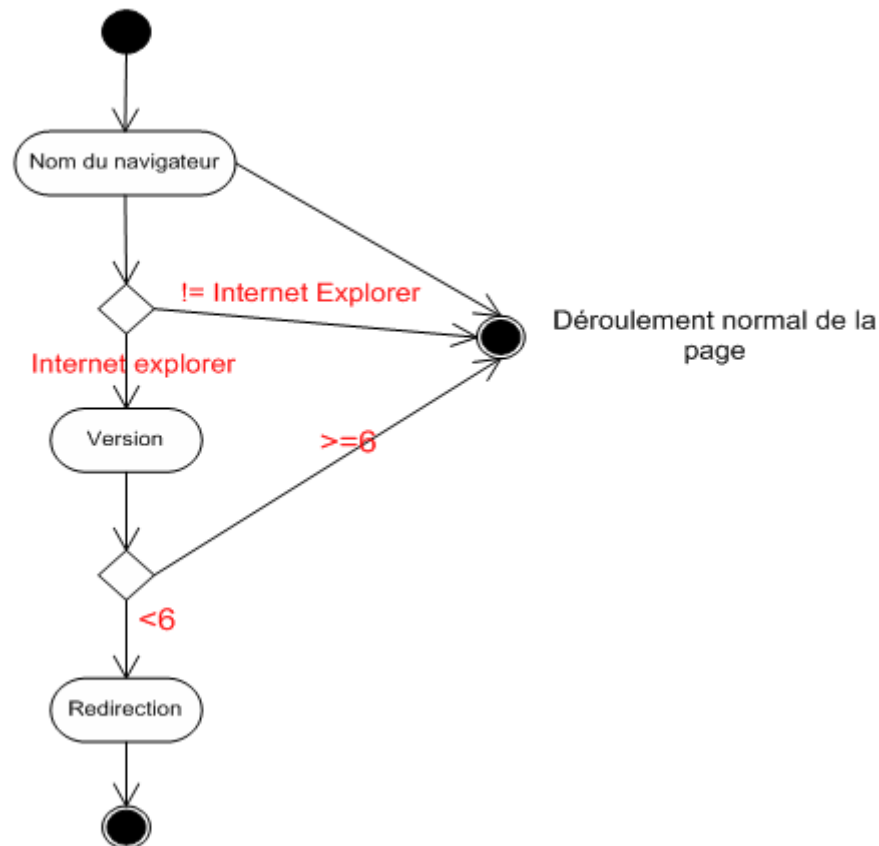 Nom du navigateur
!= Internet Explorer
Déroulement normal de la
page
Internet explorer
Version
>=6
<6
Redirection